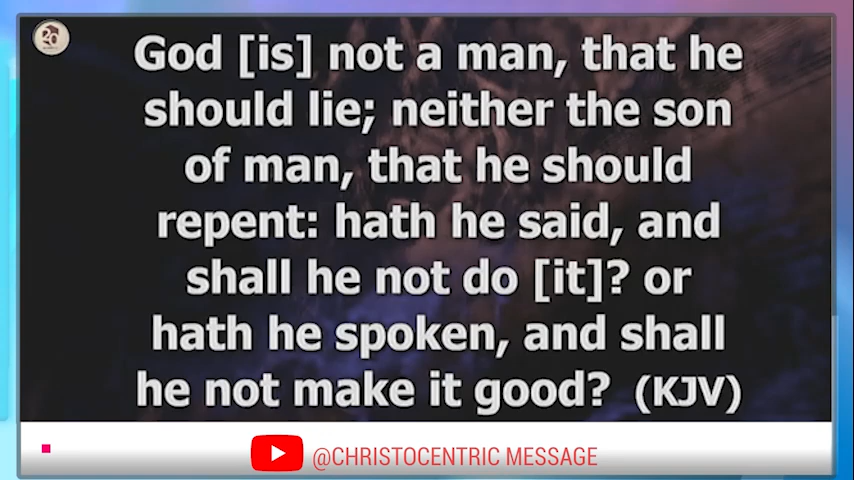 God [is] not a man, that he
should lie; neither the son
of man, that he should
repent: hath he said, and
shall he not do [it]? or
hath he spoken, and shall
he not make it good? (KJV)
@CHRISTOCENTRIC MESSAGE